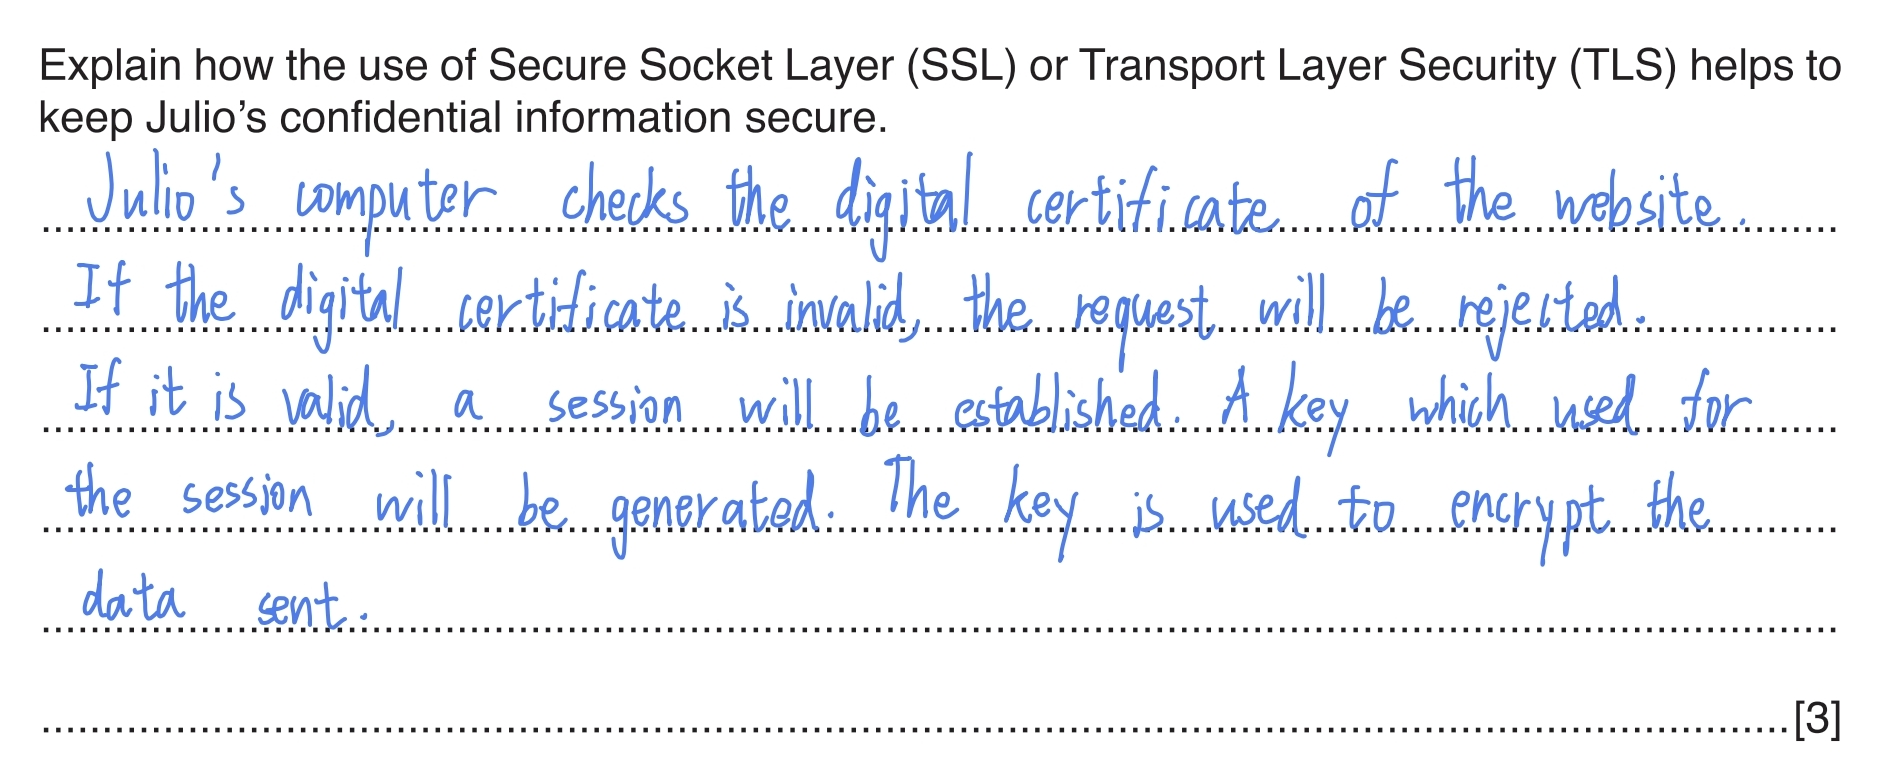 Explain how the use of Secure Socket Layer (SSL) or Transport Layer Security (TLS) helps to
keep Julio’s confidential information secure.
Julio's computer checks the digital certificate of the website.
If the digital certificate is invalid, the request will be rejected.
If it is valid, a session will be established. A key which used for
the session will be generated. The key is used to encrypt the
data sent.
[3]